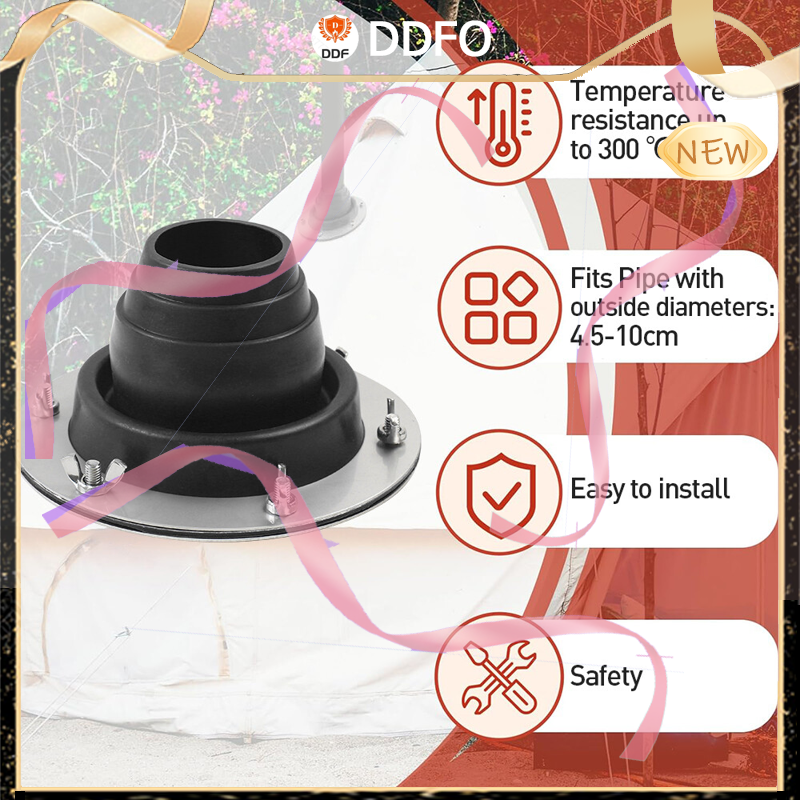 DDFO
D
DDF
Temperature
resistance up
to 300 °C
NEW
Fits Pipe with
outside diameters:
4.5-10cm
Easy to install
Safety